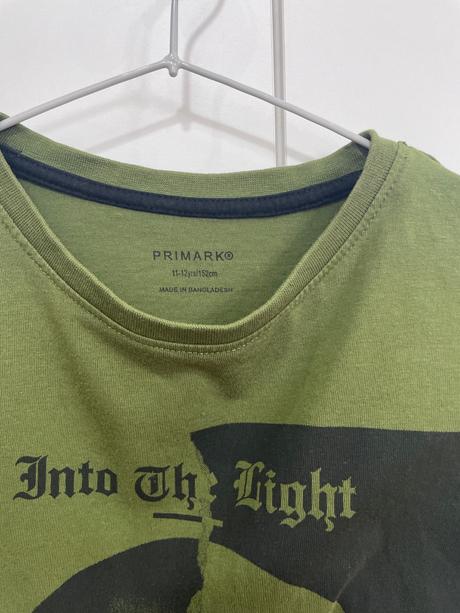 PRIMARK®
11-12yrs/152cm
MADE IN BANGLADESH
Into The Light